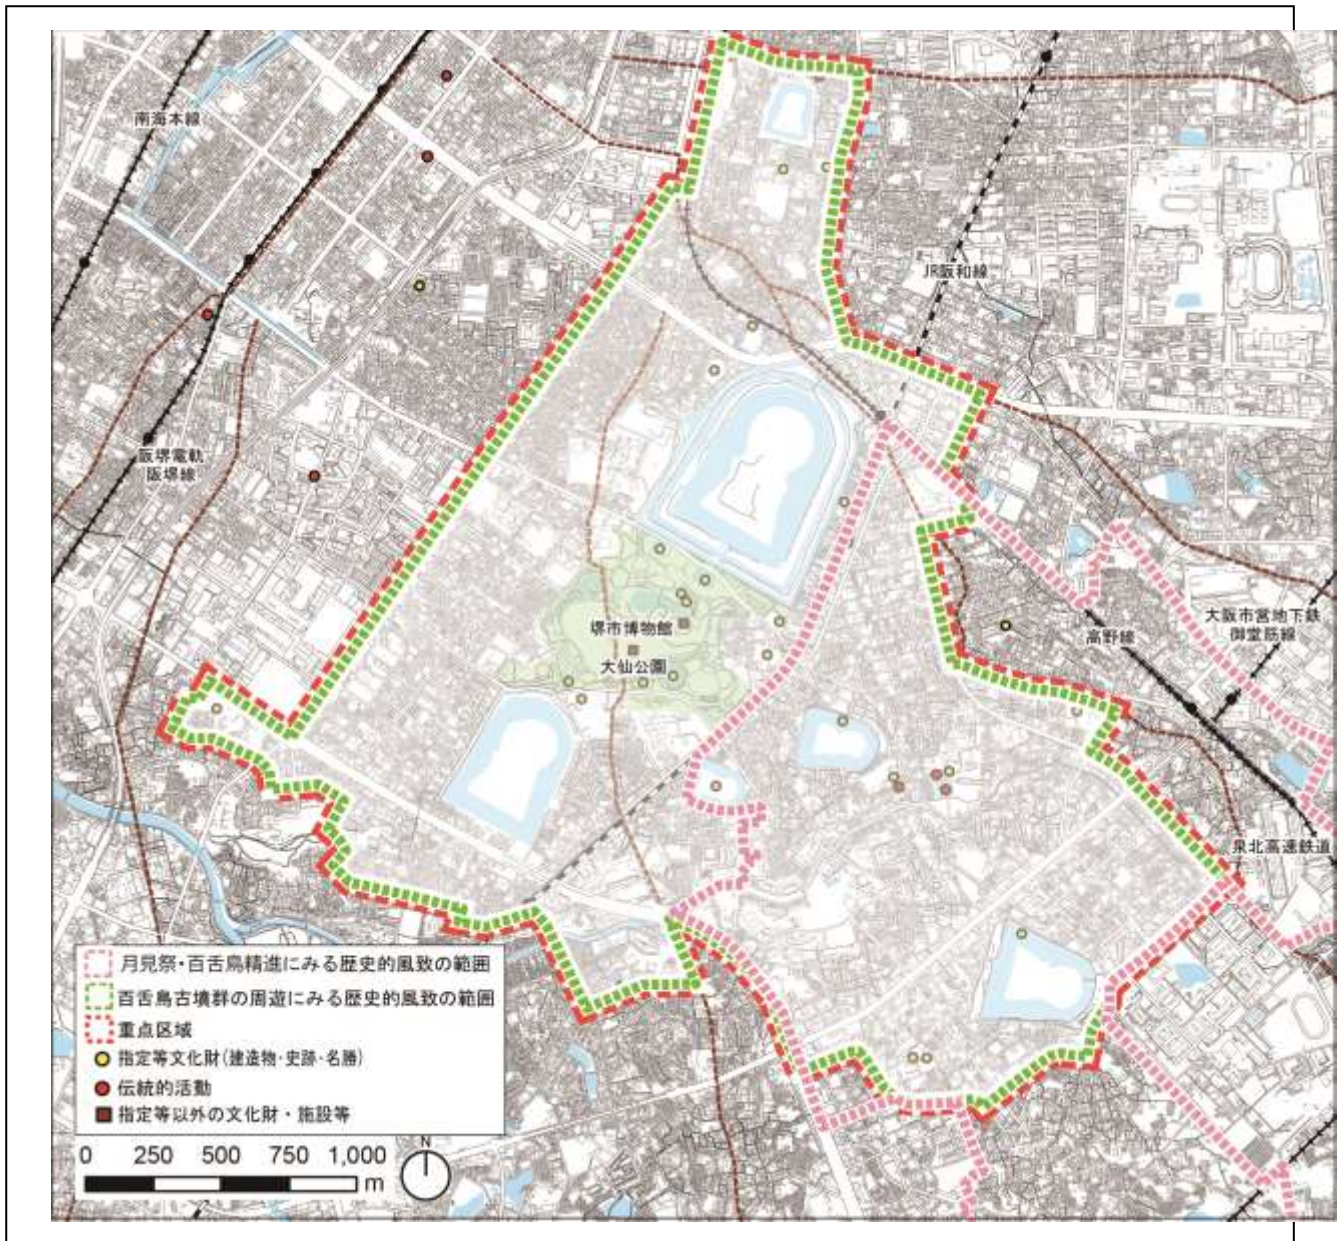 南海本線
JR阪和線
阪堺電軌
阪堺線
堺市博物館
大仙公園
大阪市営地下鉄
御堂筋線
高野線
泉北高速鉄道
月見祭・百舌鳥精進にみる歴史的風致の範囲
百舌鳥古墳群の周遊にみる歴史的風致の範囲
重点区域
指定等文化財(建造物・史跡・名勝)
伝統的活動
指定等以外の文化財・施設等
0 250 500 750 1,000
m
N